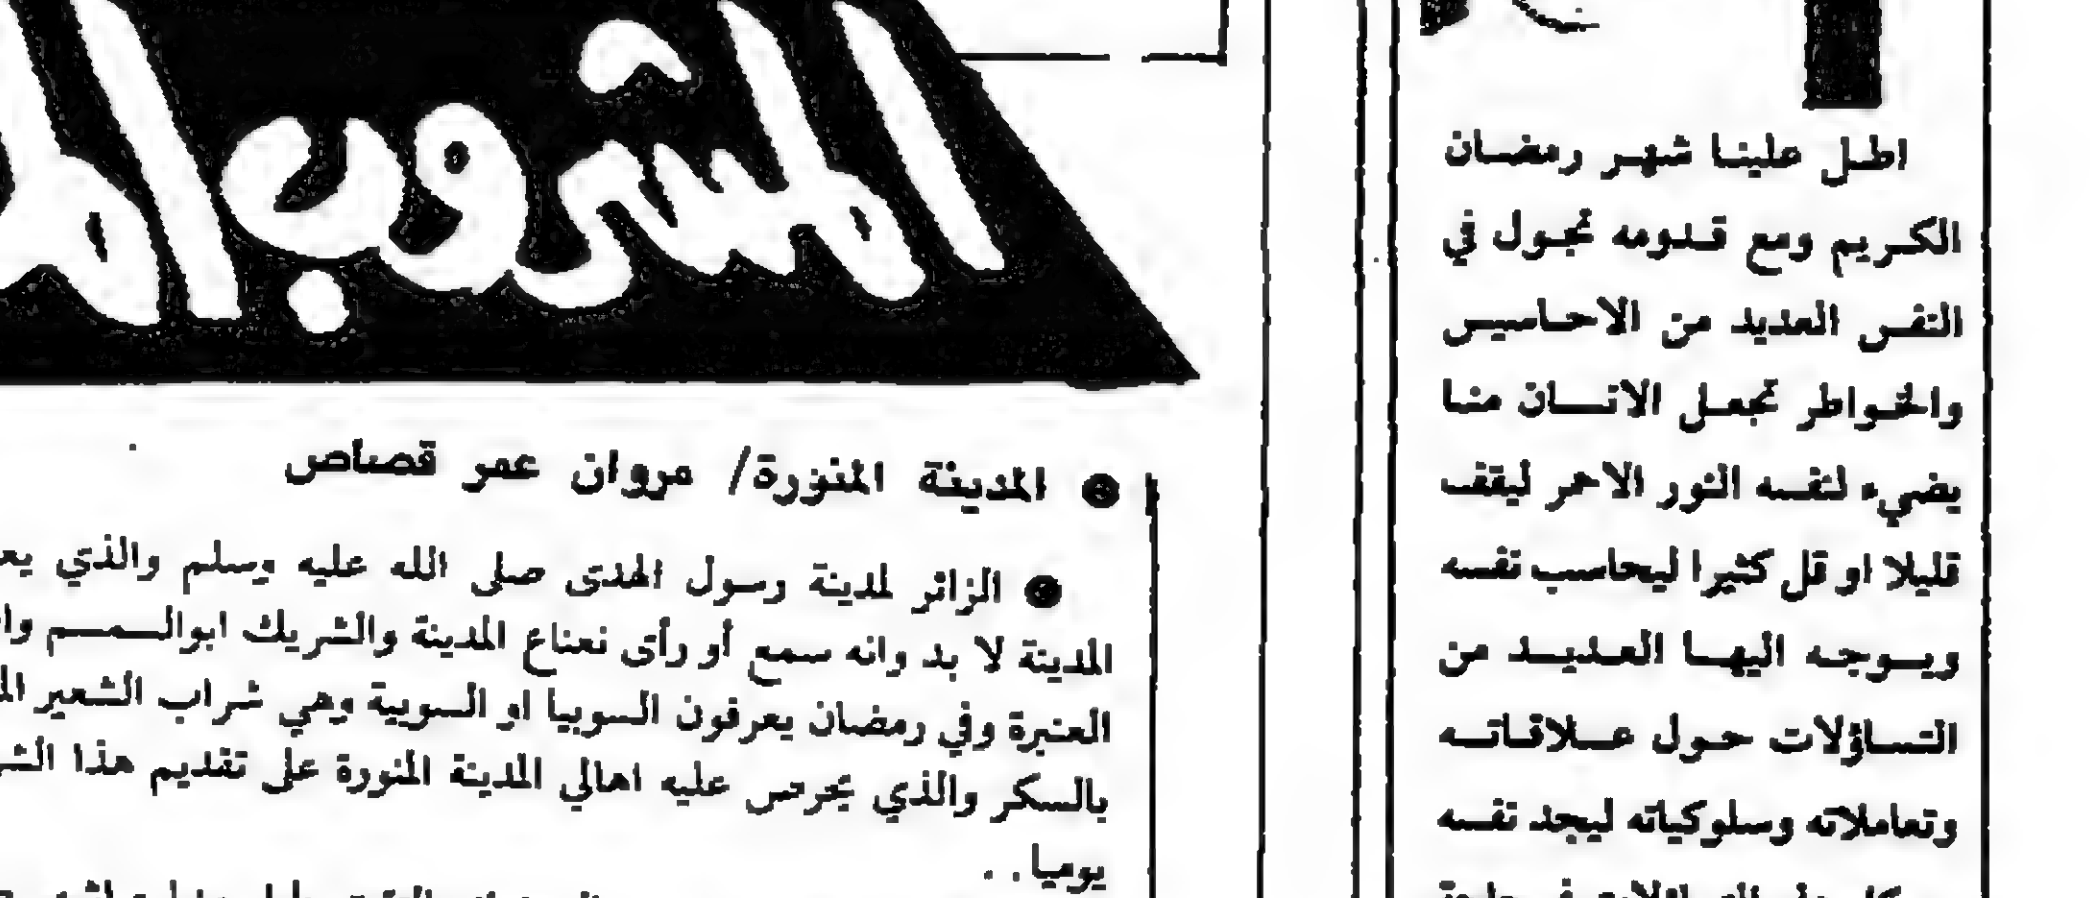 اطل علينا شهر رمضان
الكريم ومع قدومه تجول في
النفس العديد من الاحاسيس
والخواطر تجعل الانسان منا
يضيء لنفسه النور الاحمر ليقف
قليلا او قل كثيرا ليحاسب نفسه
ويوجه اليها العديد من
التساؤلات حول علاقاته
وتعاملاته وسلوكياته ليجد نفسه
المشروب
● المدينة المنورة/ مروان عمر قصاص
● الزائر لمدينة رسول الهدى صلى الله عليه وسلم والذي
المدينة لا بد وانه سمع أو رأى نعناع المدينة والشريك ابوالسمسم
العنبرة وفي رمضان يعرفون السوبيا او السوبية وهي شراب الشعير
بالسكر والذي يحرص عليه اهالي المدينة المنورة على تقديم هذا
يوميا..